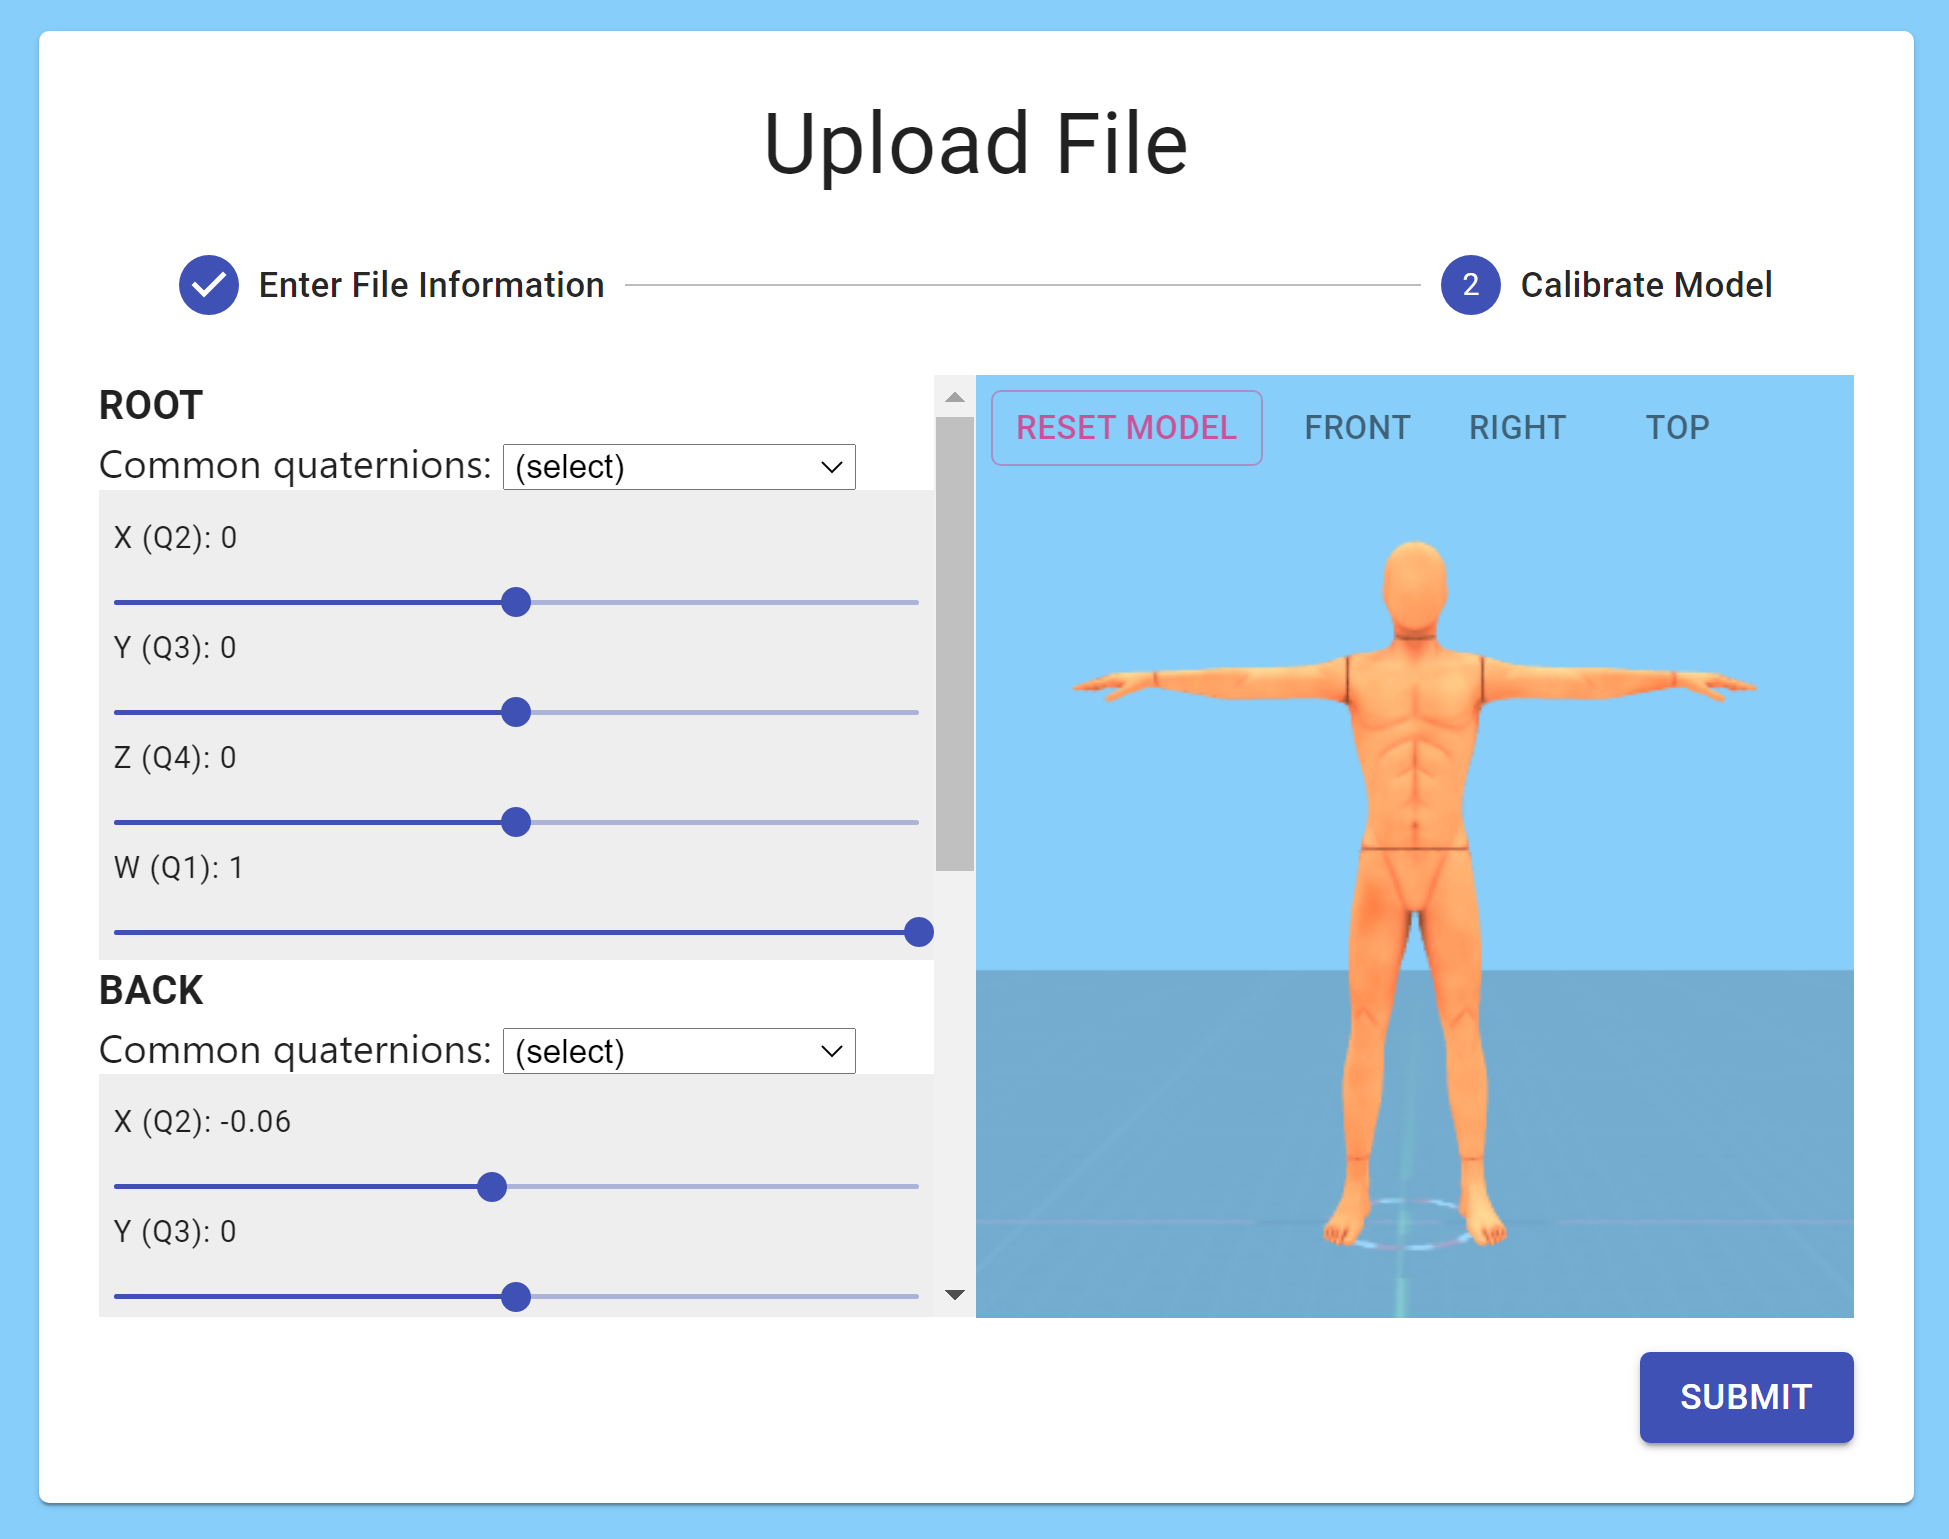 Upload File
Enter File Information
2 Calibrate Model
ROOT
Common quaternions: (select)
X (Q2): 0
Y (Q3): 0
Z (Q4): 0
W (Q1): 1
BACK
Common quaternions: (select)
X (Q2): -0.06
Y (Q3): 0
RESET MODEL FRONT RIGHT TOP
SUBMIT